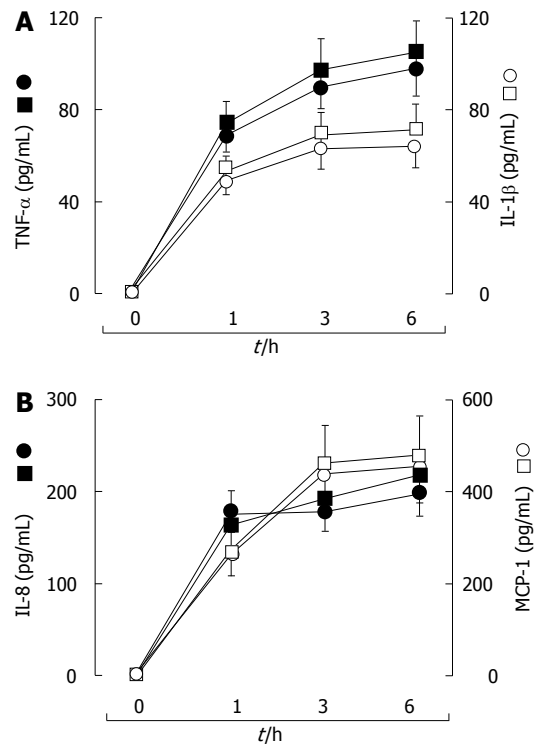 A
120
80
40
0
TNF-α (pg/mL)
120
80
40
0
IL-1β (pg/mL)
0 1 3 6
t/h
B
300
200
100
0
IL-8 (pg/mL)
600
400
200
0
MCP-1 (pg/mL)
0 1 3 6
t/h